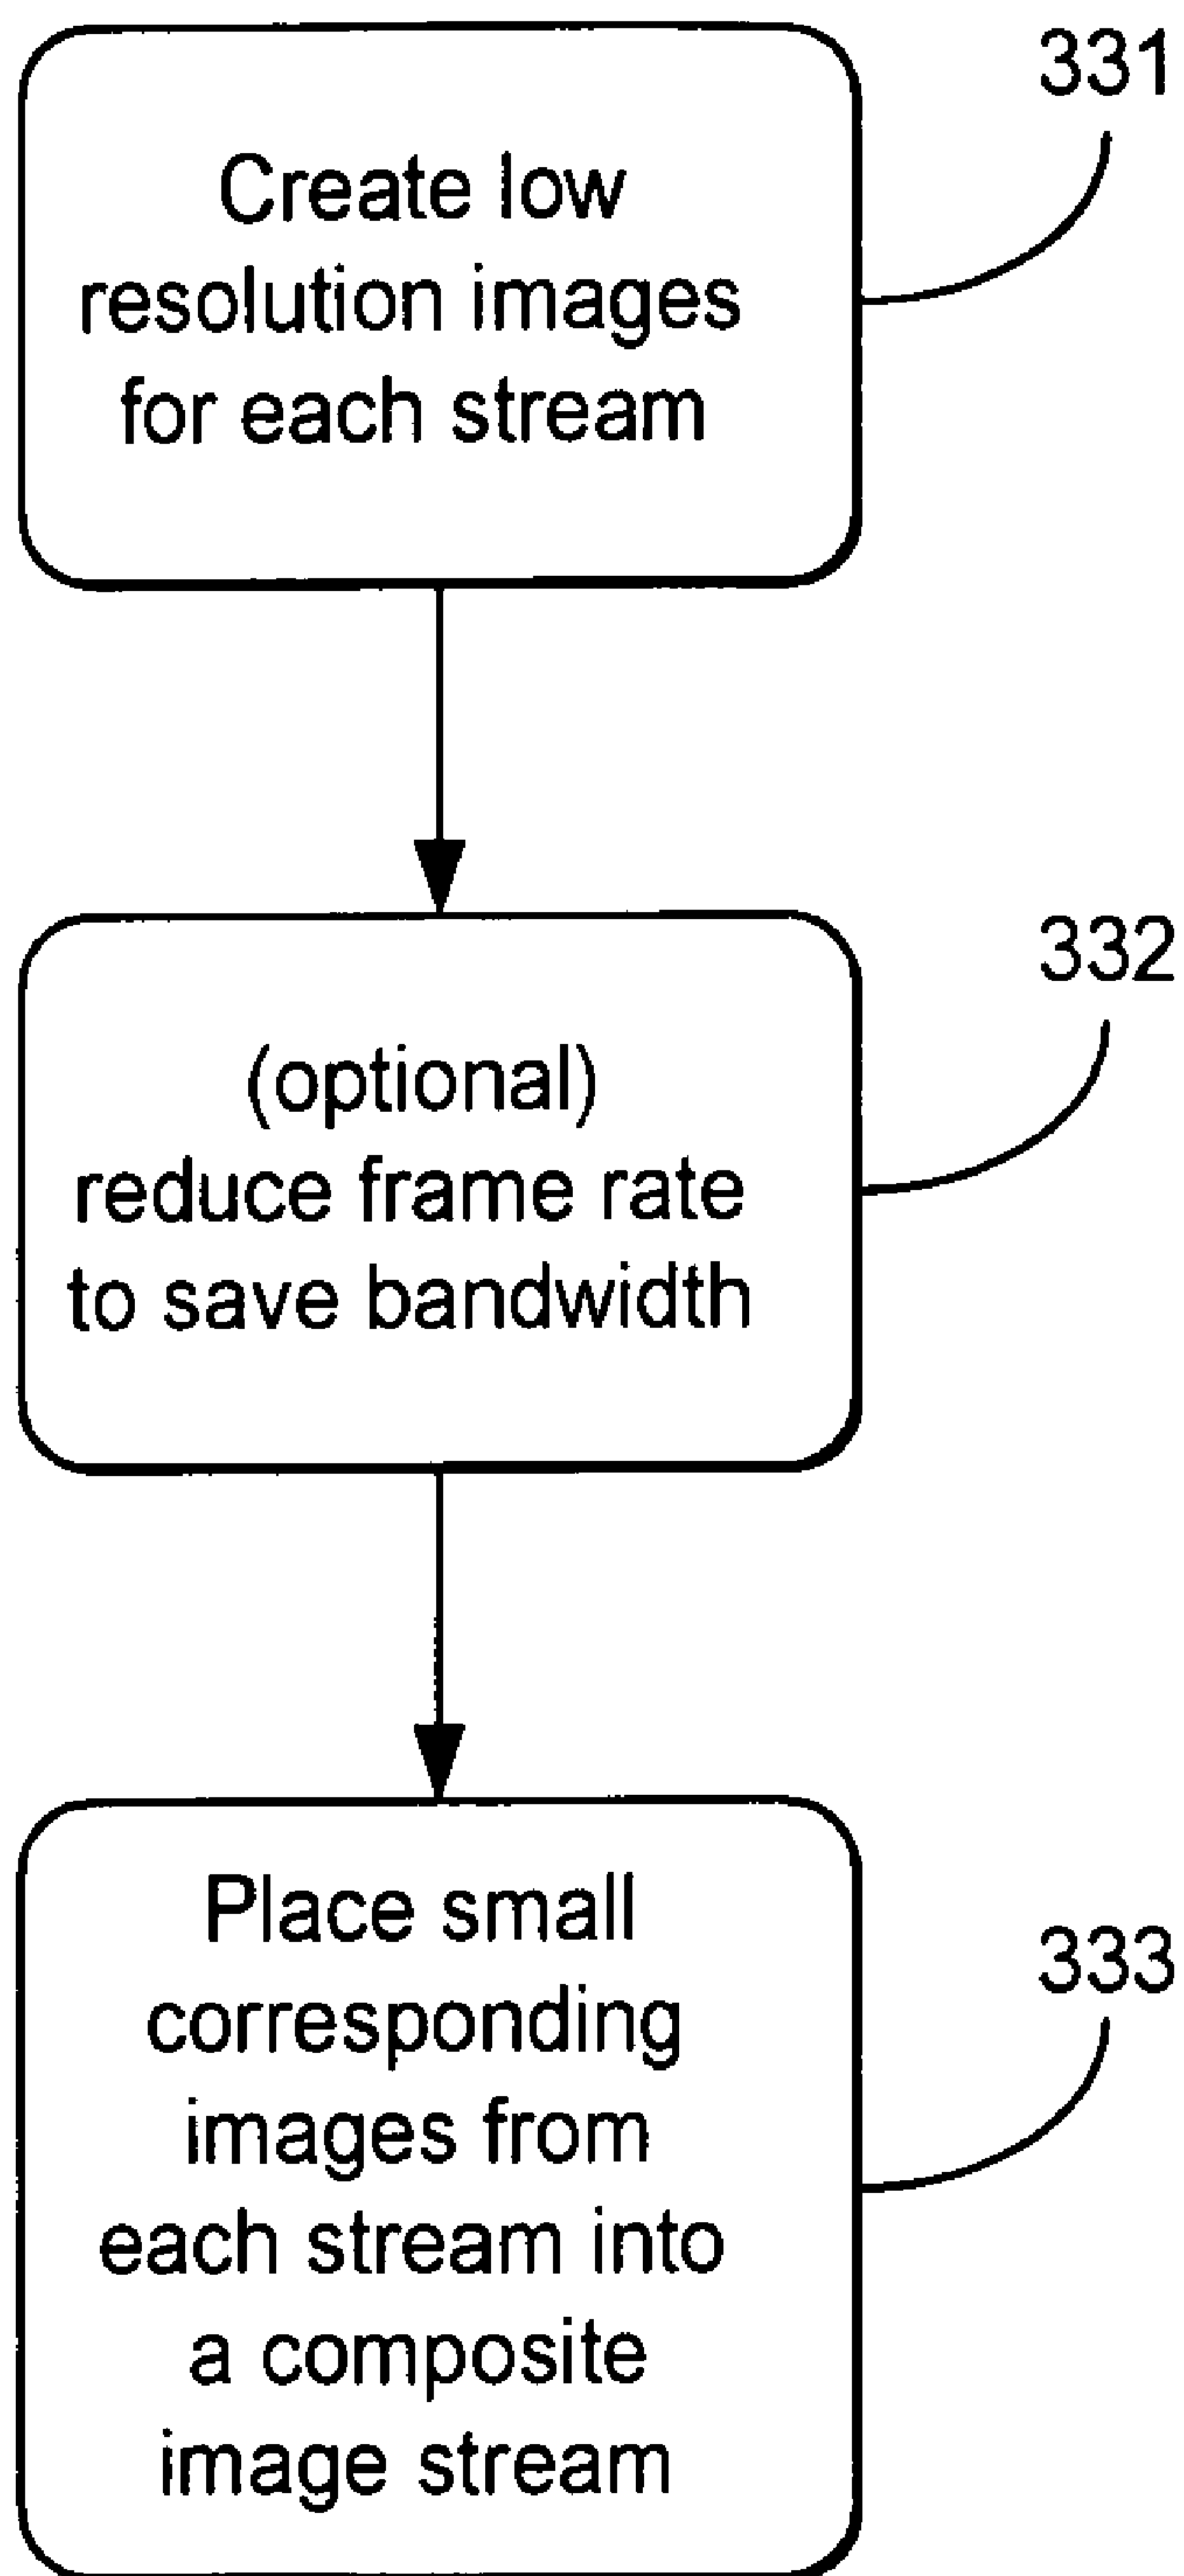 331
Create low
resolution images
for each stream
332
(optional)
reduce frame rate
to save bandwidth
333
Place small
corresponding
images from
each stream into
a composite
image stream